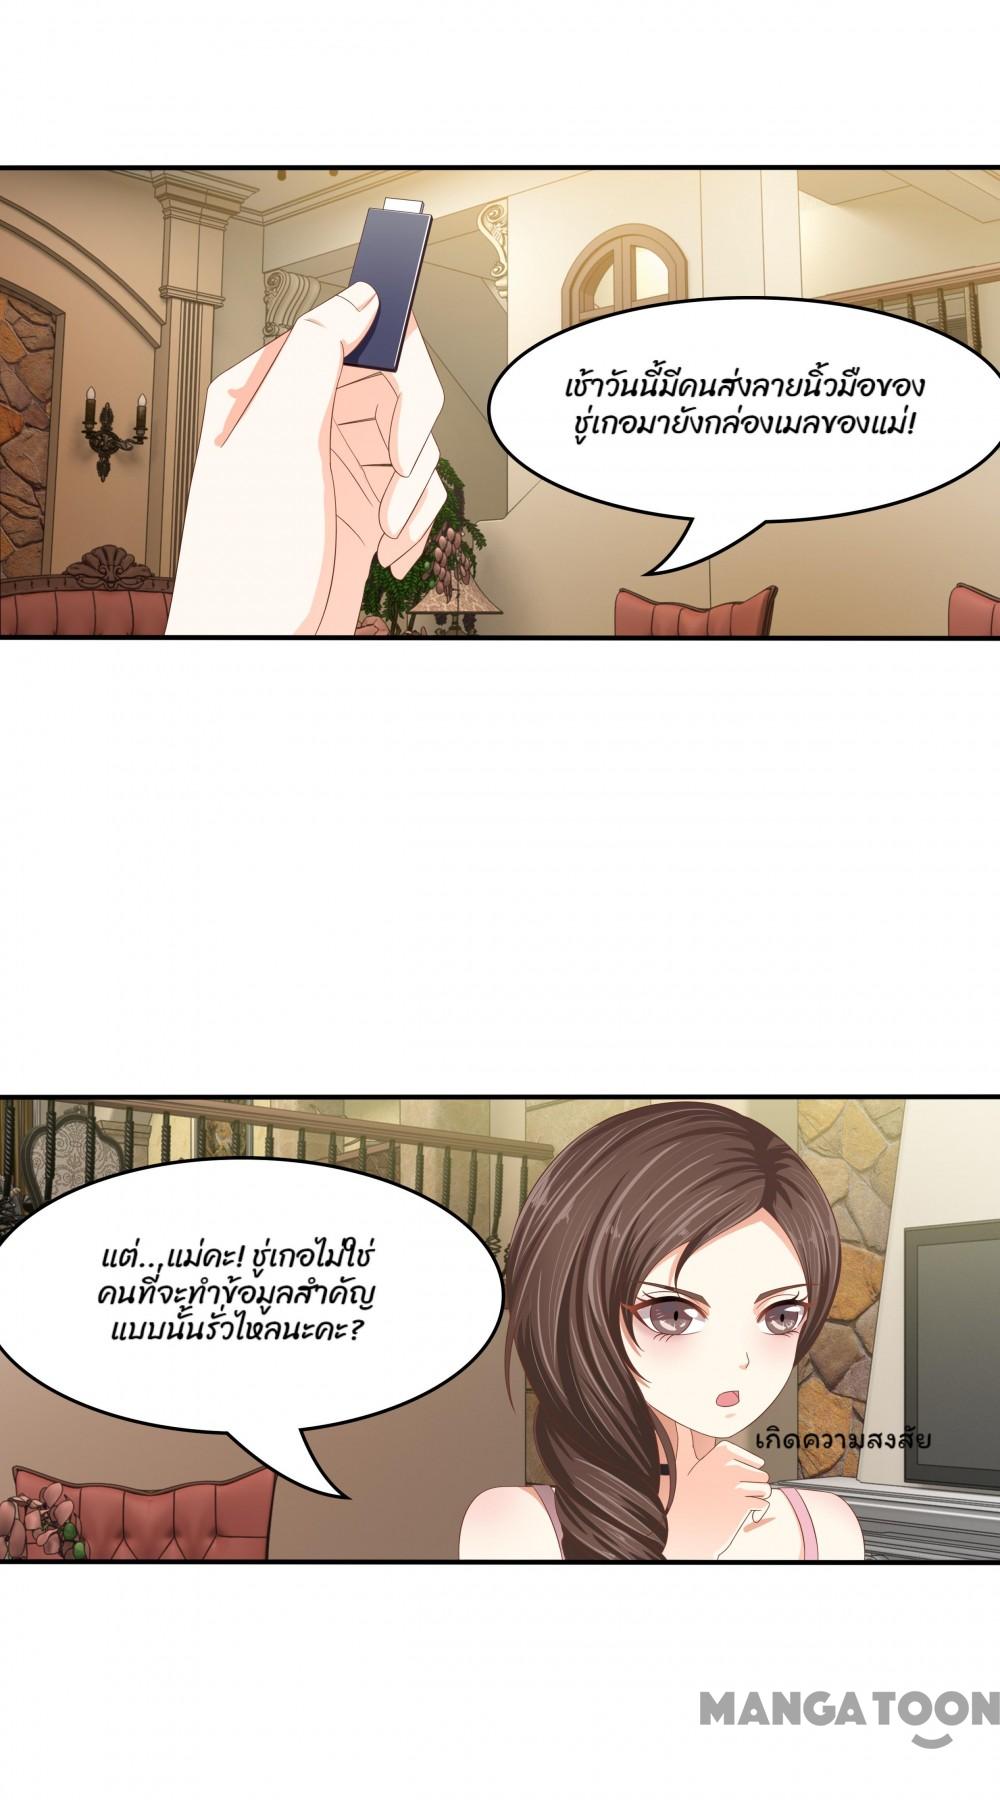 เช้าวันนี้มีคนส่งลายนิ้วมือของ
ชู่เกอมายังกล่องเมลของแม่!
แต่...แม่คะ! ชู่เกอไม่ใช่
คนที่จะทำข้อมูลสำคัญ
แบบนั้นรั่วไหลนะคะ?
เกิดความสงสัย
MANGATOON